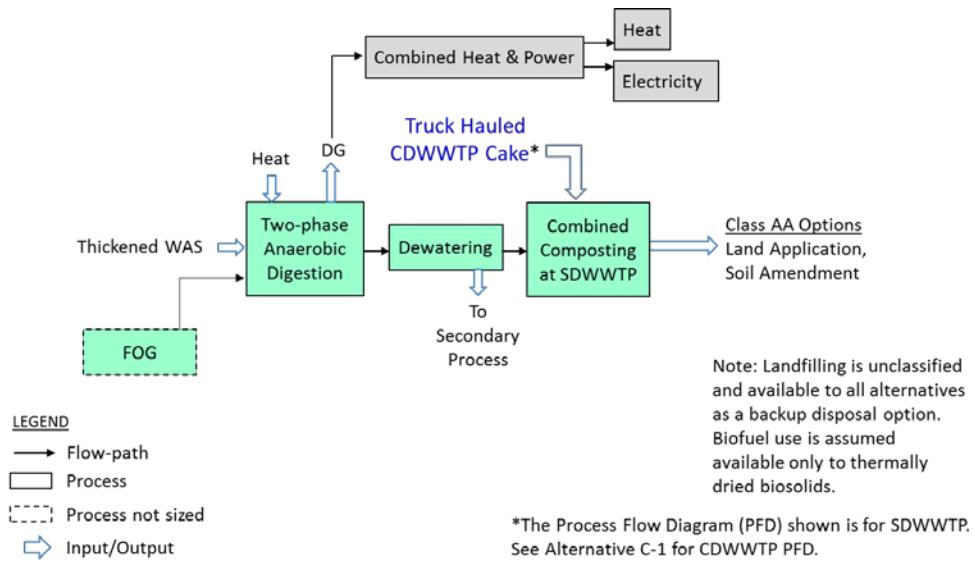 Heat
Combined Heat & Power
Electricity
Truck Hauled
CDWWTP Cake*
Heat
DG
Thickened WAS
Two-phase
Anaerobic
Digestion
Dewatering
Combined
Composting
at SDWWTP
Class AA Options
Land Application,
Soil Amendment
To
Secondary
Process
FOG
Note: Landfilling is unclassified
and available to all alternatives
as a backup disposal option.
Biofuel use is assumed
available only to thermally
dried biosolids.
LEGEND
Flow-path
Process
Process not sized
Input/Output
*The Process Flow Diagram (PFD) shown is for SDWWTP.
See Alternative C-1 for CDWWTP PFD.